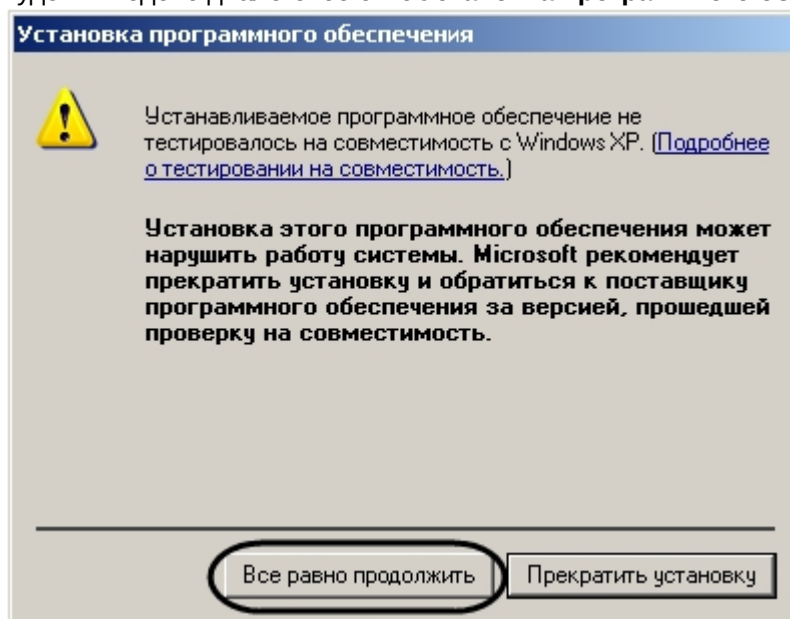 Установка программного обеспечения
Устанавливаемое программное обеспечение не
тестировалось на совместимость с Windows XP. (Подробнее
о тестировании на совместимость.)
Установка этого программного обеспечения может
нарушить работу системы. Microsoft рекомендует
прекратить установку и обратиться к поставщику
программного обеспечения за версией, прошедшей
проверку на совместимость.
Все равно продолжить Прекратить установку